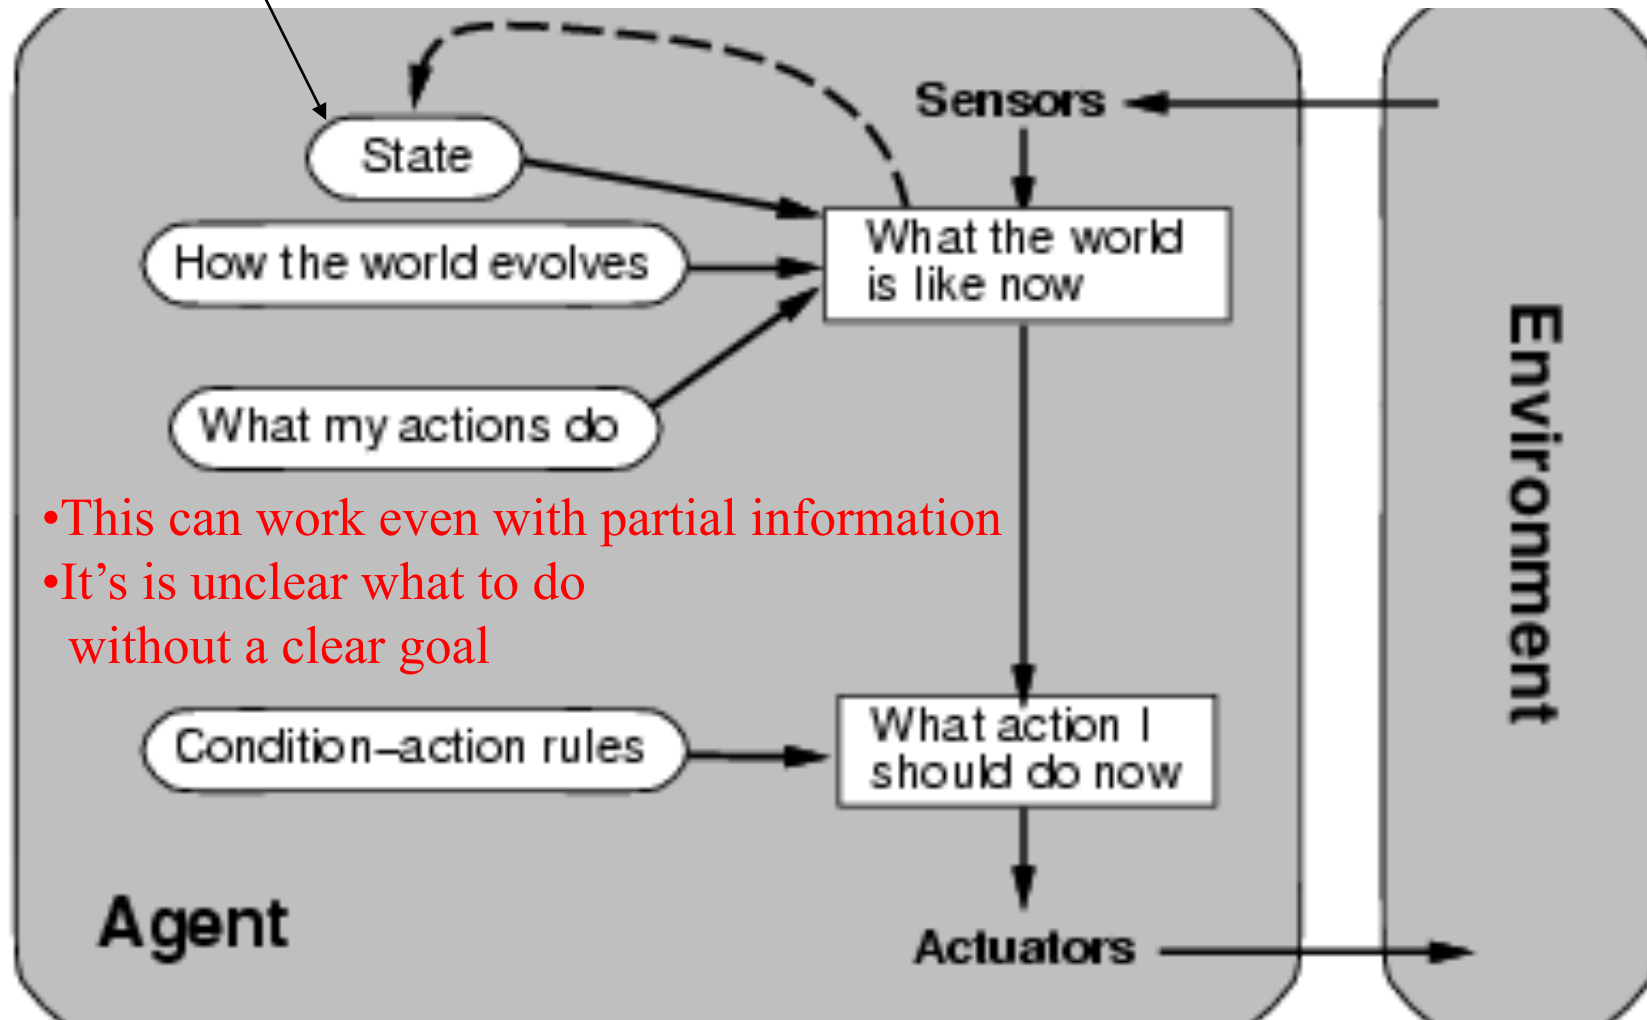 Sensors
State
What the world
is like now
How the world evolves
What my actions do
•This can work even with partial information
•It’s is unclear what to do
without a clear goal
Condition–action rules
What action I
should do now
Agent
Actuators
Environment